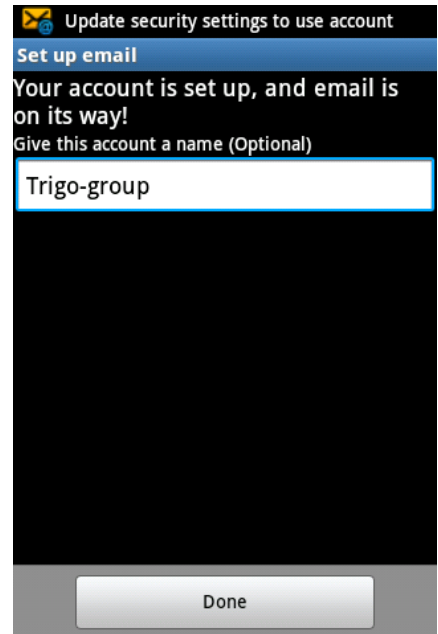 Update security settings to use account
Set up email
Your account is set up, and email is
on its way!
Give this account a name (Optional)
Trigo-group
Done